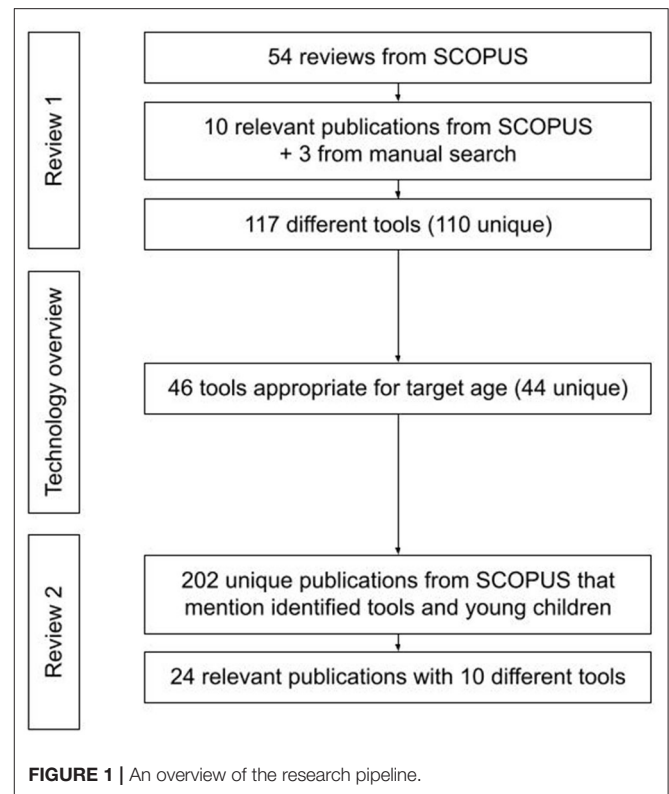 Review 1
54 reviews from SCOPUS
10 relevant publications from SCOPUS
+ 3 from manual search
117 different tools (110 unique)
Technology overview
46 tools appropriate for target age (44 unique)
Review 2
202 unique publications from SCOPUS that
mention identified tools and young children
24 relevant publications with 10 different tools
FIGURE 1 | An overview of the research pipeline.